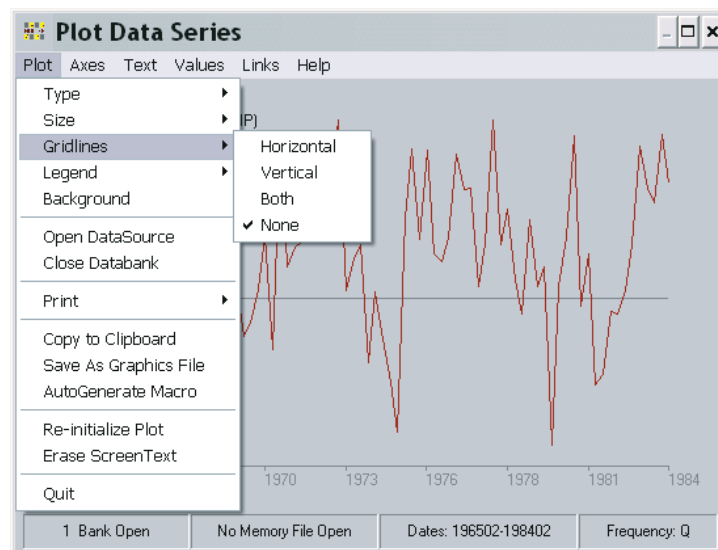 Plot Data Series
Plot Axes Text Values Links Help
Type
Size
IP)
Gridlines
Horizontal
Legend
Vertical
Background
Both
None
Open DataSource
Close Databank
Print
Copy to Clipboard
Save As Graphics File
AutoGenerate Macro
Re-initialize Plot
Erase ScreenText
Quit
1970 1973 1976 1978 1981 1984
1 Bank Open No Memory File Open Dates: 196502-198402 Frequency: Q